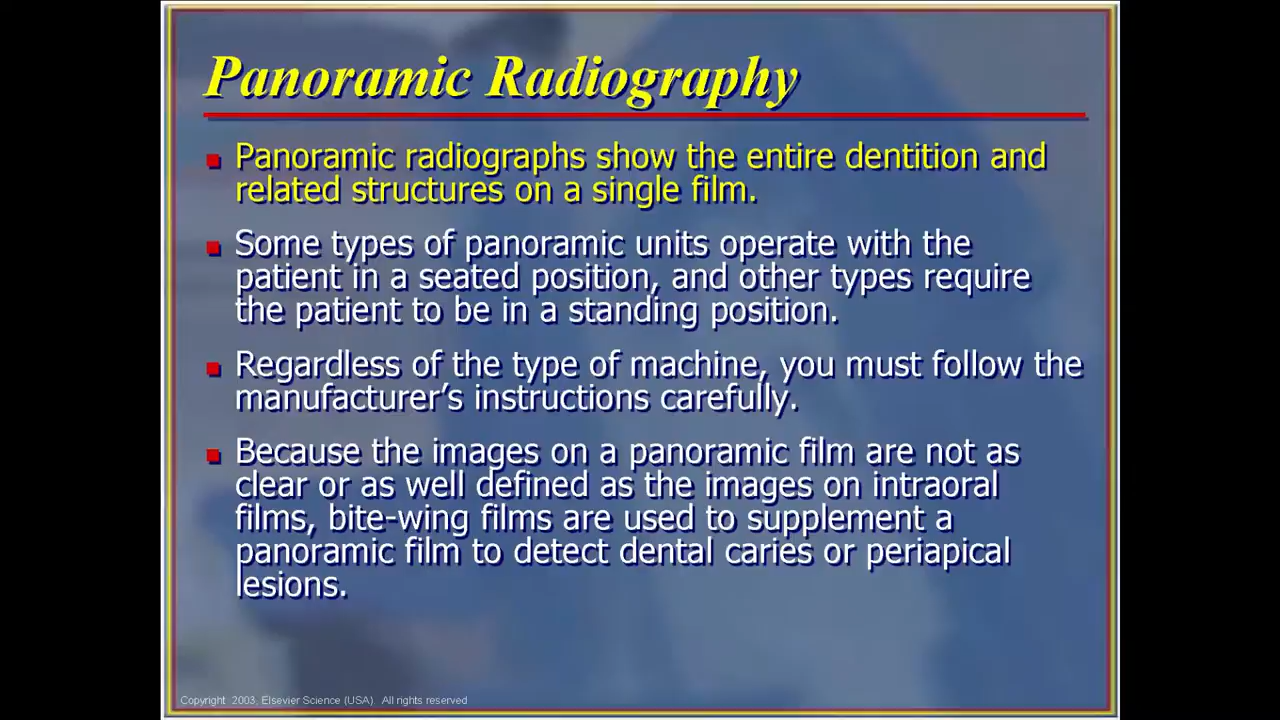 Panoramic Radiography
Panoramic radiographs show the entire dentition and
related structures on a single film.
Some types of panoramic units operate with the
patient in a seated position, and other types require
the patient to be in a standing position.
Regardless of the type of machine, you must follow the
manufacturer’s instructions carefully.
Because the images on a panoramic film are not as
clear or as well defined as the images on intraoral
films, bite-wing films are used to supplement a
panoramic film to detect dental caries or periapical
lesions.
Copyright 2003, Elsevier Science (USA). All rights reserved